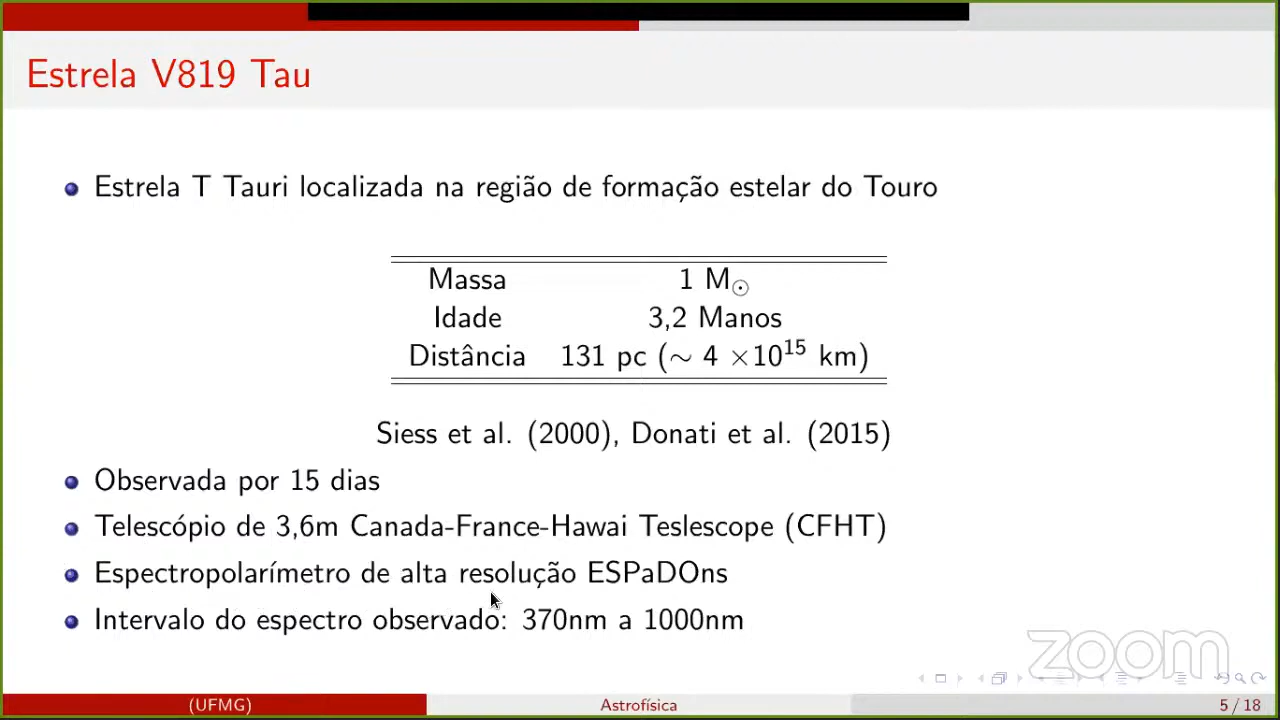 Estrela V819 Tau
Estrela T Tauri localizada na região de formação estelar do Touro
Massa 1 M⊙
Idade 3,2 Manos
Distância 131 pc (∼ 4 ×10¹⁵ km)
Siess et al. (2000), Donati et al. (2015)
Observada por 15 dias
Telescópio de 3,6m Canada-France-Hawai Teslescope (CFHT)
Espectropolarímetro de alta resolução ESPaDOns
Intervalo do espectro observado: 370nm a 1000nm
zoom
(UFMG) Astrofísica 5 / 18